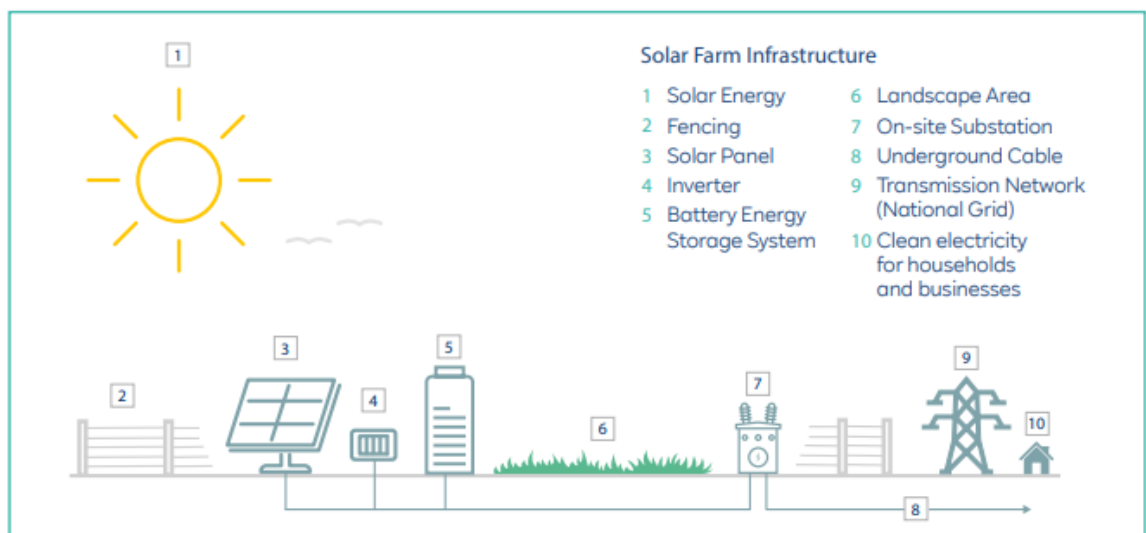 Solar Farm Infrastructure
1 Solar Energy
2 Fencing
3 Solar Panel
4 Inverter
5 Battery Energy
Storage System
6 Landscape Area
7 On-site Substation
8 Underground Cable
9 Transmission Network
(National Grid)
10 Clean electricity
for households
and businesses
1
2
3
4
5
6
7
8
9
10